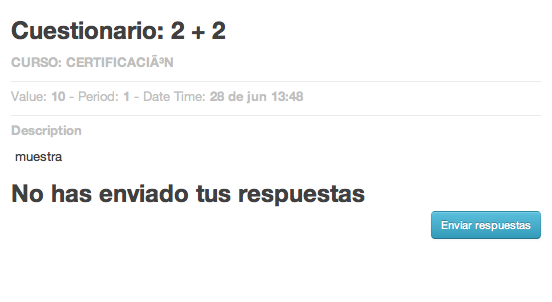 Cuestionario: 2 + 2
CURSO: CERTIFICACIÃ³N
Value: 10 - Period: 1 - Date Time: 28 de jun 13:48
Description
muestra
No has enviado tus respuestas
Enviar respuestas